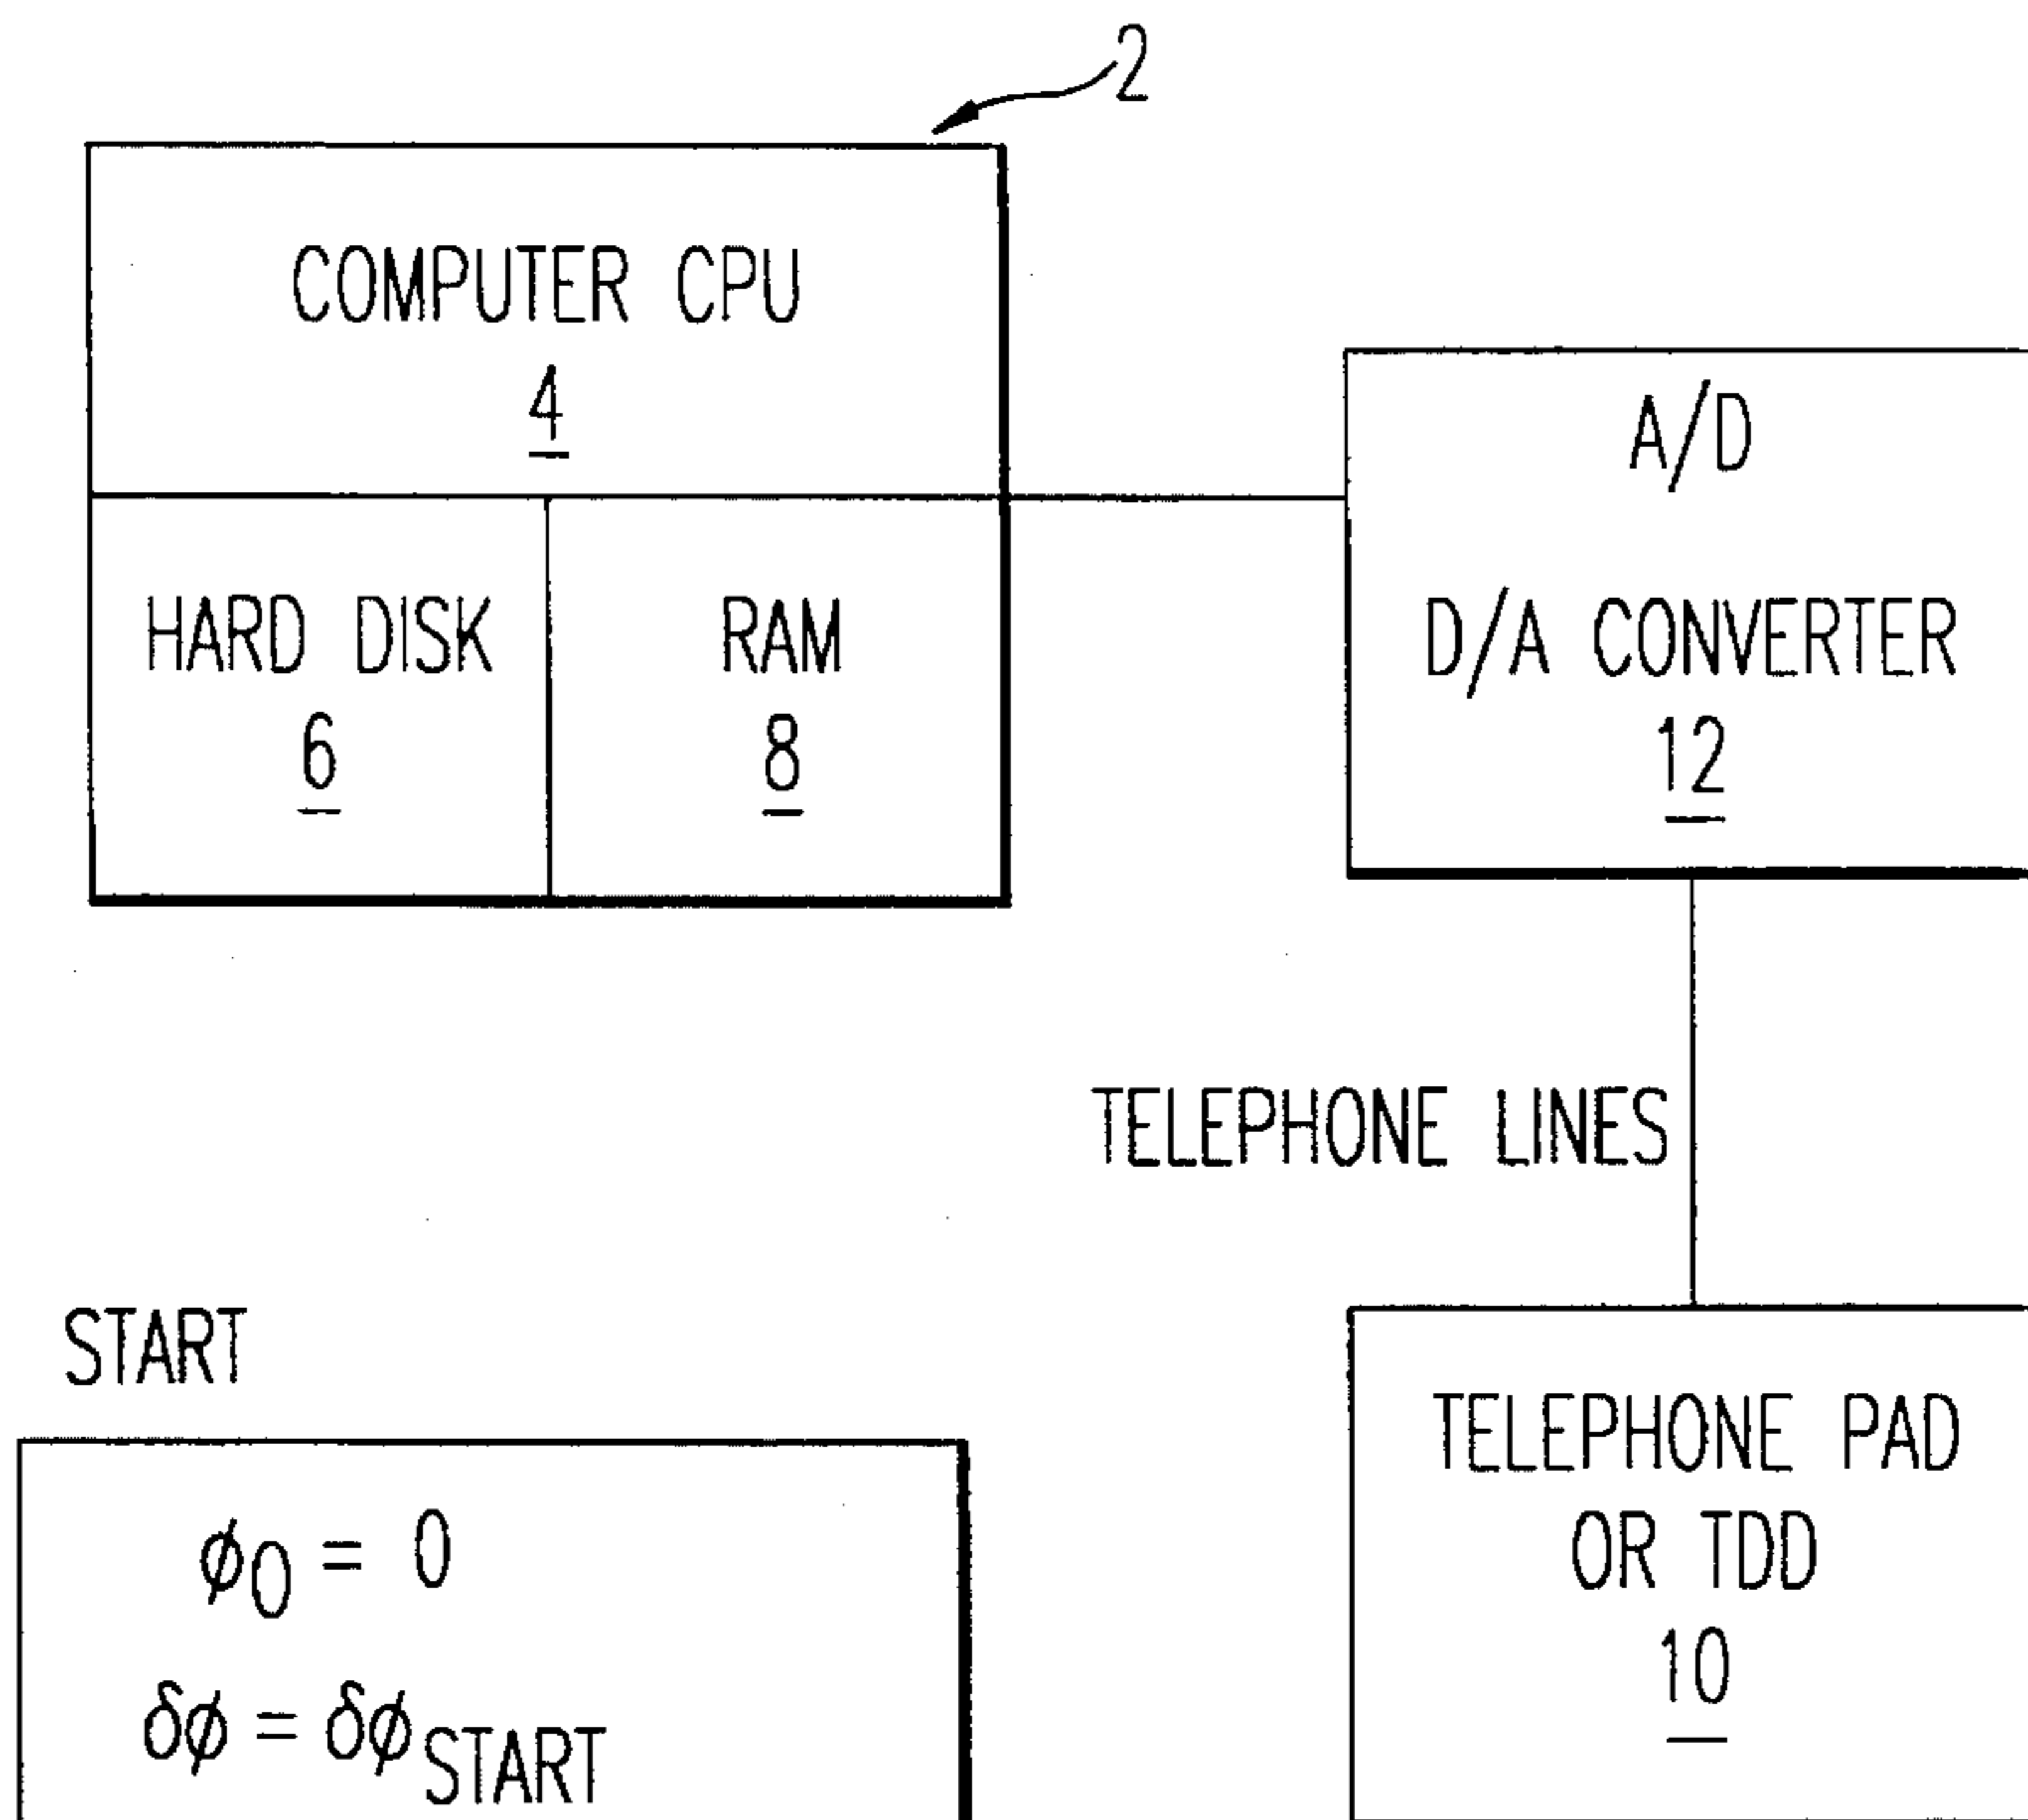 2
COMPUTER CPU
4
HARD DISK
6
RAM
8
A/D
D/A CONVERTER
12
TELEPHONE LINES
TELEPHONE PAD
OR TDD
10
START
ϕ0 = 0
δϕ = δϕSTART